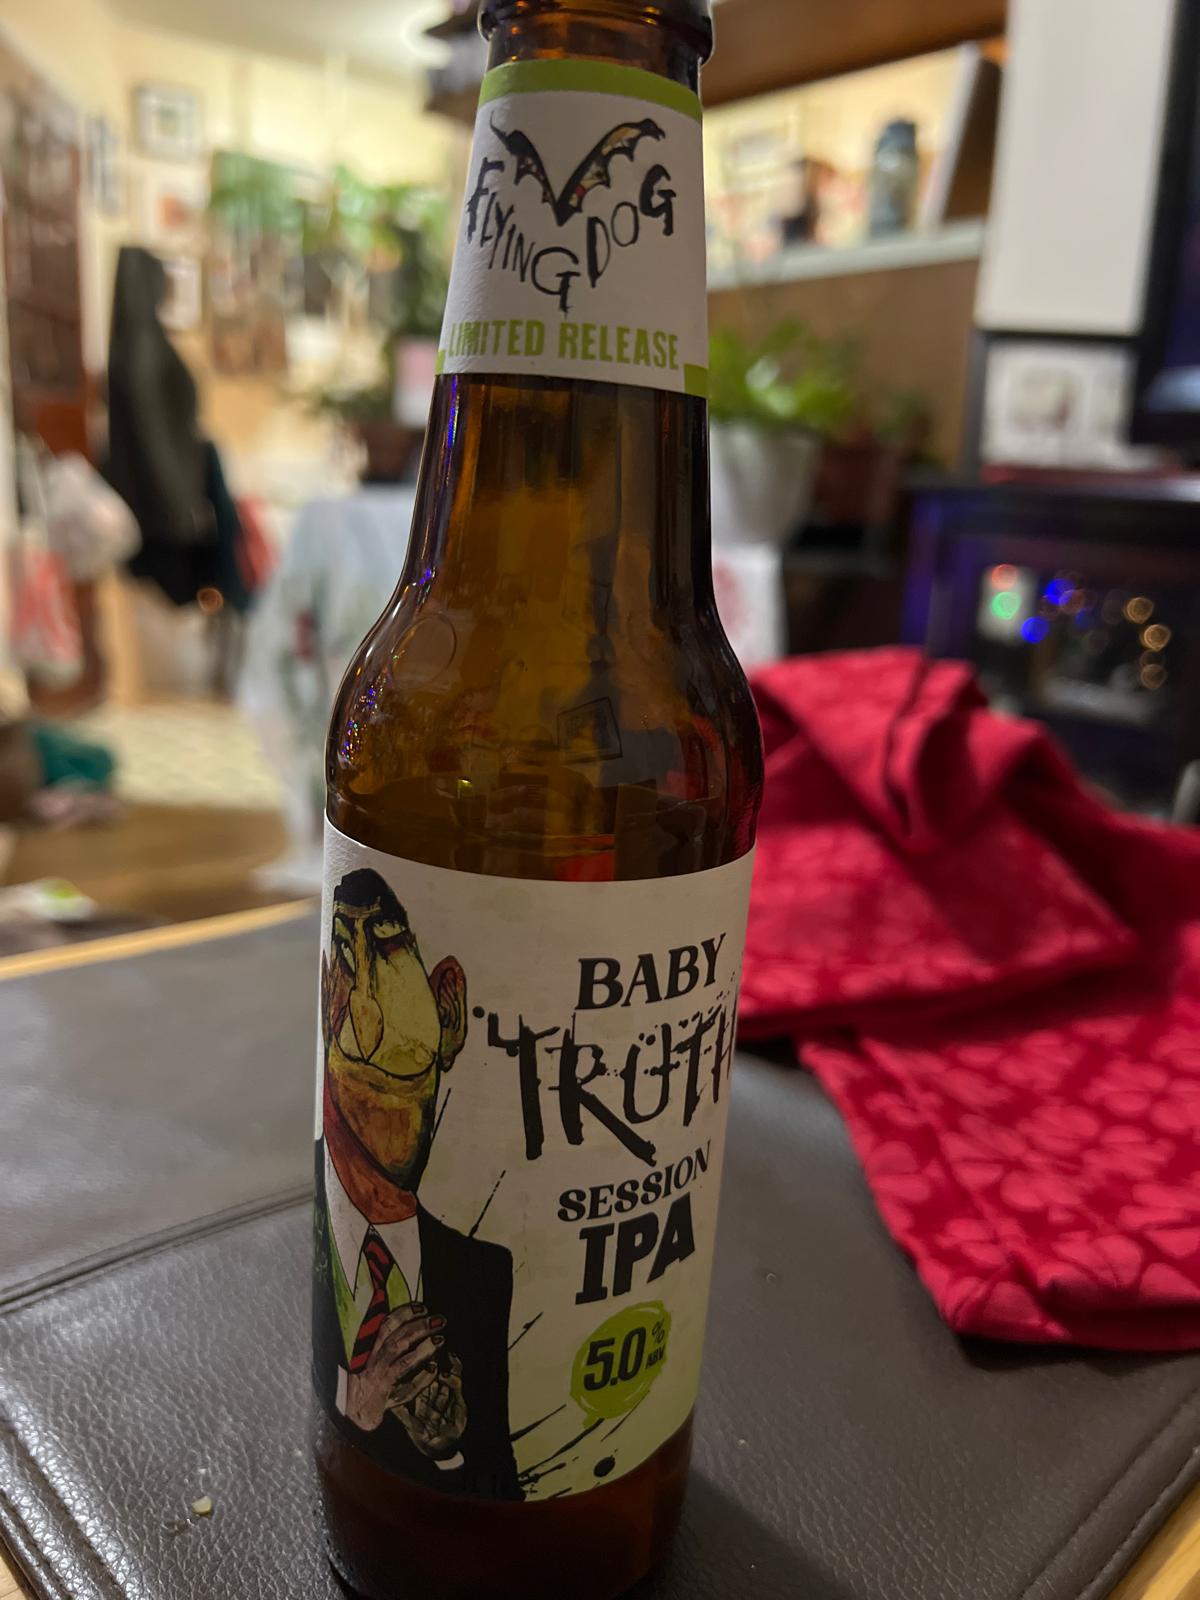 FLYING DOG
LIMITED RELEASE
BABY
TRUTH
SESSION
IPA
5.0%
ABV